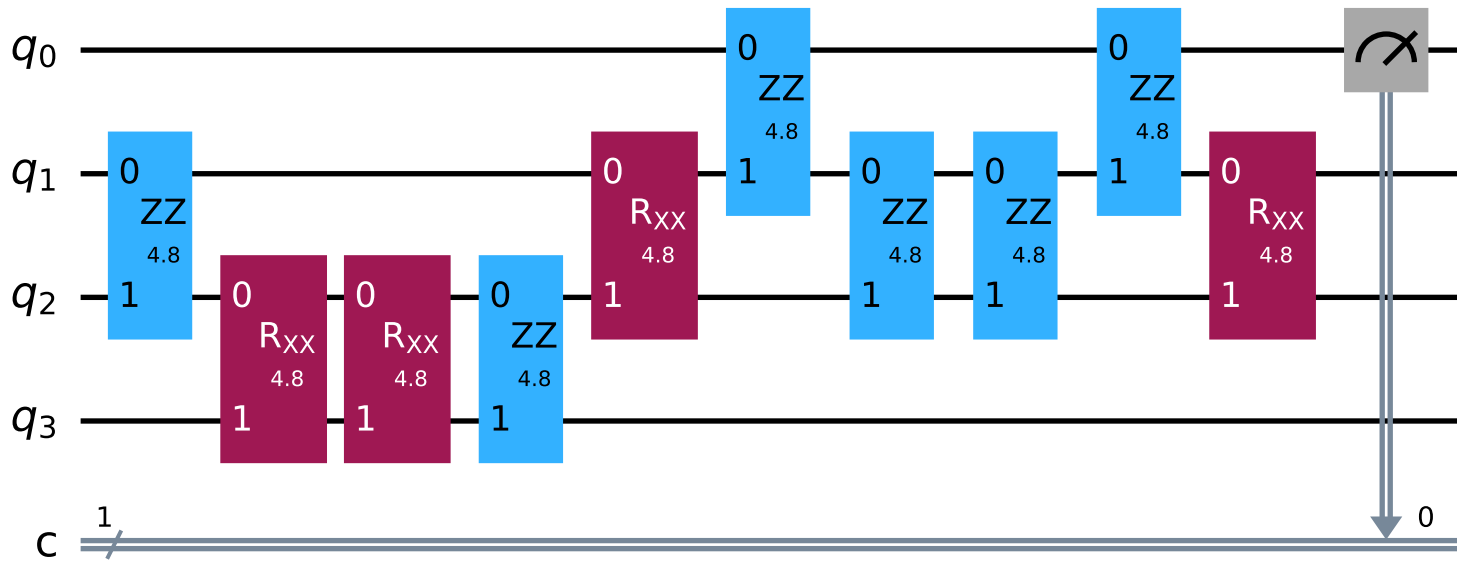 q0 0 0
ZZ ZZ
4.8 4.8
q1 0 0 1 0 0 1 0
ZZ RXX ZZ ZZ RXX
4.8 4.8 4.8 4.8 4.8
q2 1 0 0 0 1 1 1 1
RXX RXX ZZ
4.8 4.8 4.8
q3 1 1 1
1 0
c